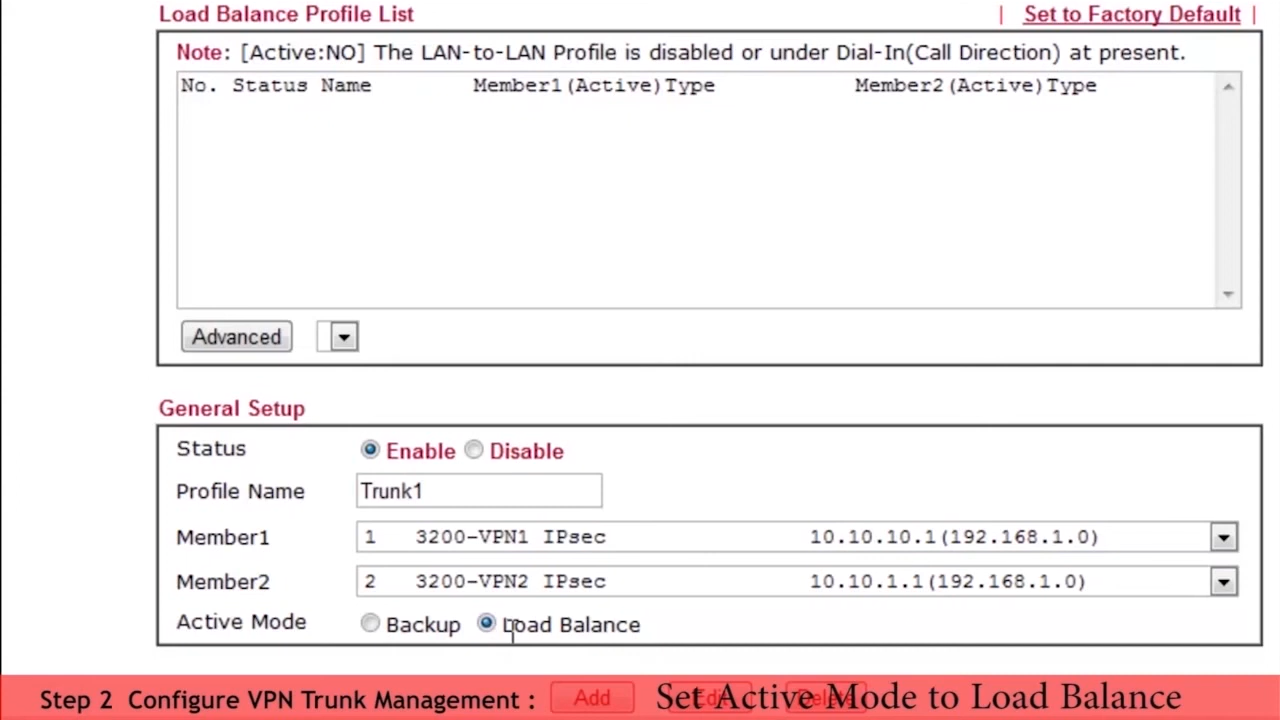 Load Balance Profile List | Set to Factory Default |
Note: [Active:NO] The LAN-to-LAN Profile is disabled or under Dial-In(Call Direction) at present.
No. Status Name Member1(Active)Type Member2(Active)Type
Advanced
General Setup
Status Enable Disable
Profile Name Trunk1
Member1 1 3200-VPN1 IPsec 10.10.10.1(192.168.1.0)
Member2 2 3200-VPN2 IPsec 10.10.1.1(192.168.1.0)
Active Mode Backup Load Balance
Add Edit Delete
Step 2 Configure VPN Trunk Management : Set Active Mode to Load Balance